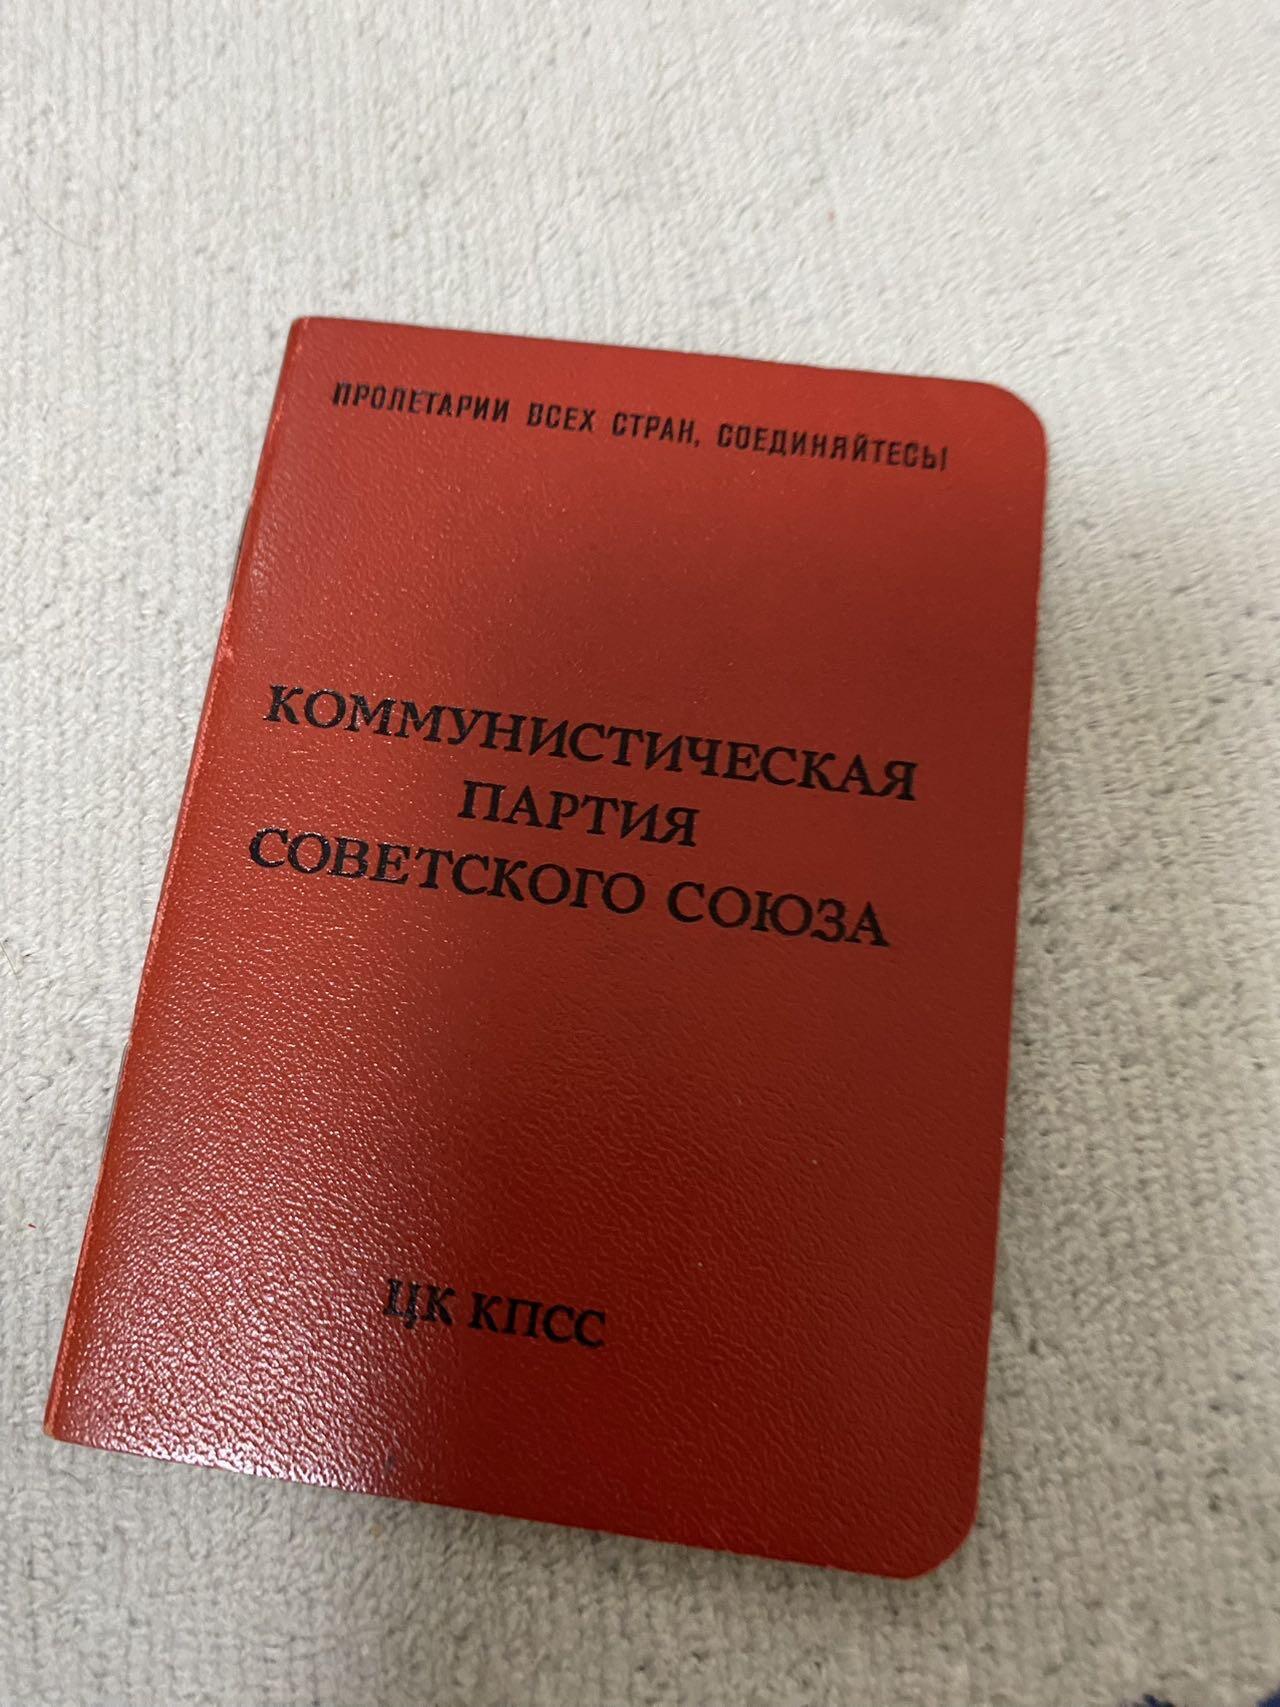 ПРОЛЕТАРИИ ВСЕХ СТРАН, СОЕДИНЯЙТЕСЬ!
КОММУНИСТИЧЕСКАЯ
ПАРТИЯ
СОВЕТСКОГО СОЮЗА
ЦК КПСС